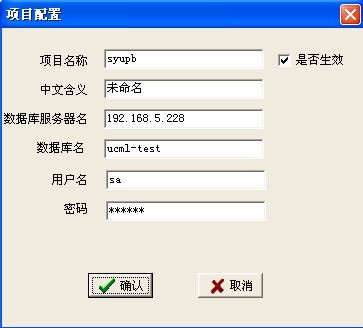 项目配置
项目名称 syupb 是否生效
中文含义 未命名
数据库服务器名 192.168.5.228
数据库名 ucml-test
用户名 sa
密码 ******
确认 取消